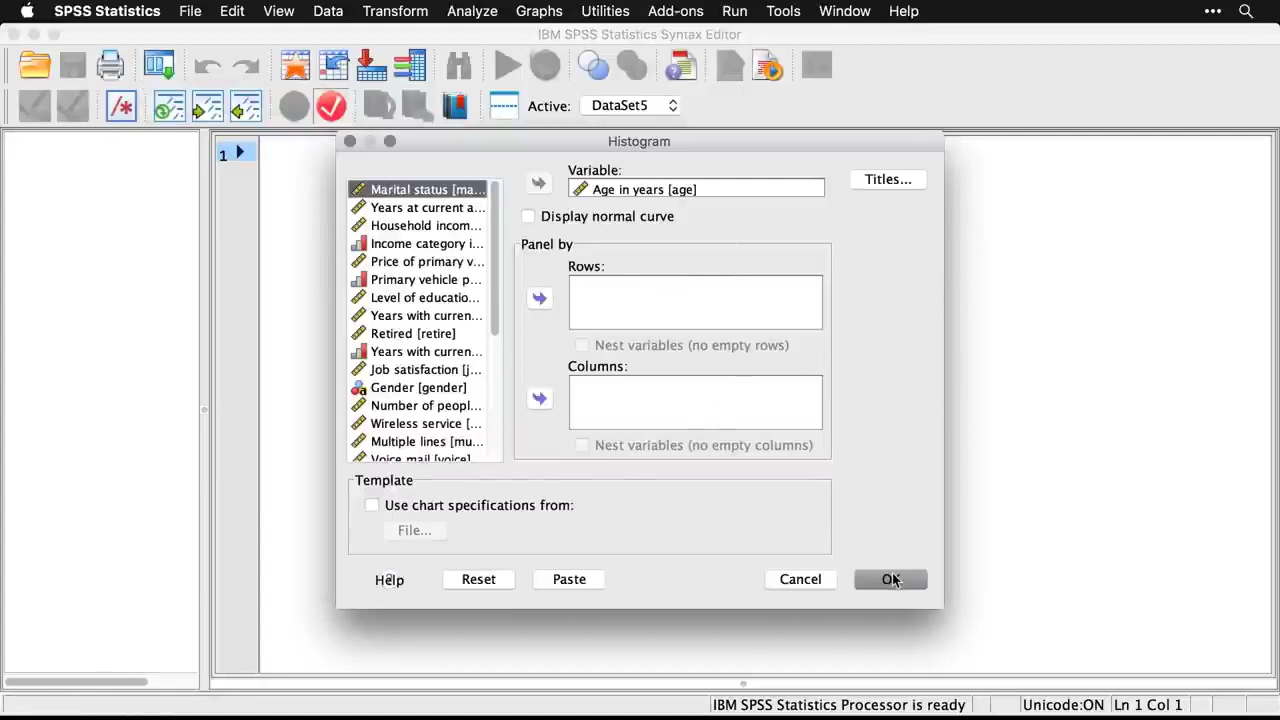 SPSS Statistics File Edit View Data Transform Analyze Graphs Utilities Add-ons Run Tools Window Help
IBM SPSS Statistics Syntax Editor
Active: DataSet5
1
Histogram
Marital status [ma...
Years at current a...
Household incom...
Income category i...
Price of primary v...
Primary vehicle p...
Level of educatio...
Years with curren...
Retired [retire]
Years with curren...
Job satisfaction [j...
Gender [gender]
Number of peopl...
Wireless service [...
Multiple lines [mu...
Voice mail [voice]
Variable:
Age in years [age]
Titles...
Display normal curve
Panel by
Rows:
Nest variables (no empty rows)
Columns:
Nest variables (no empty columns)
Template
Use chart specifications from:
File...
Help Reset Paste Cancel OK
IBM SPSS Statistics Processor is ready Unicode:ON Ln 1 Col 1